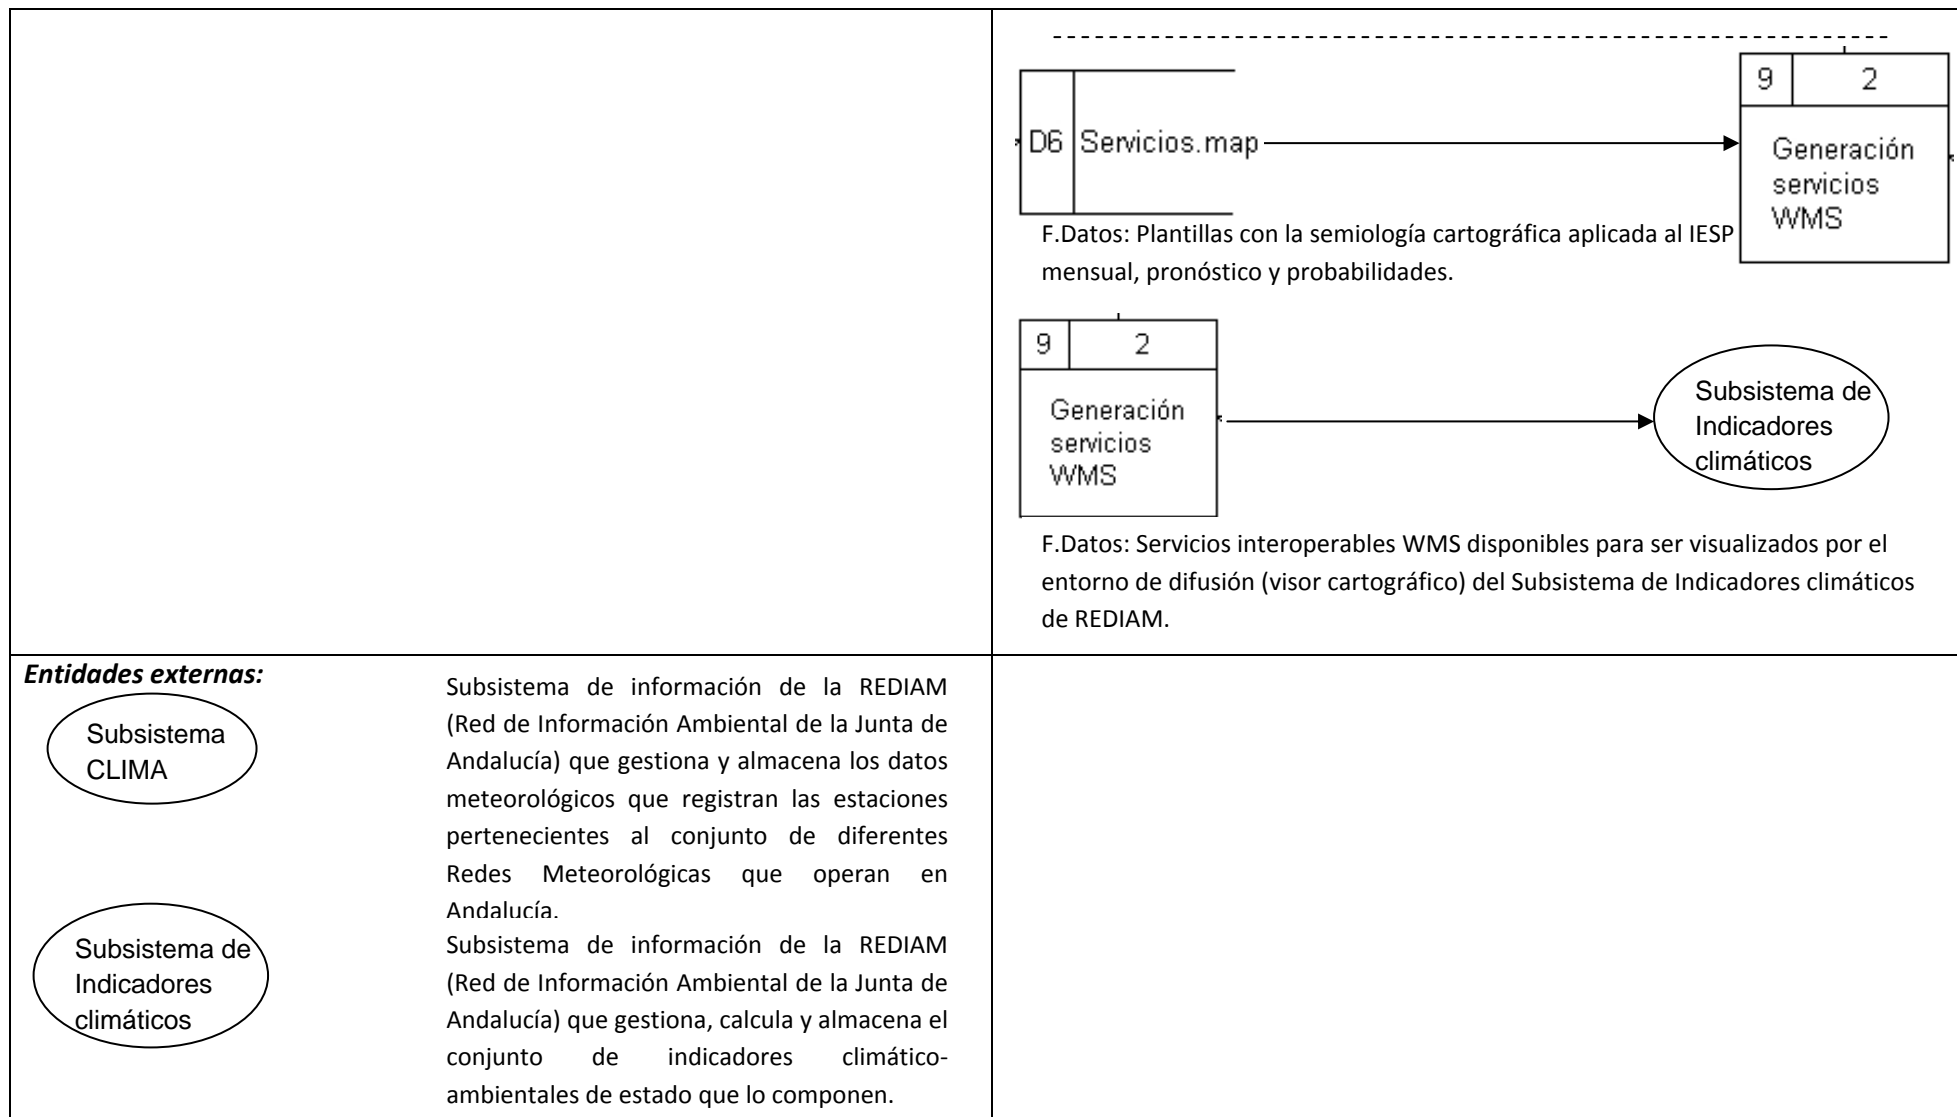 9 2
D6 Servicios.map
Generación
servicios
WMS
F.Datos: Plantillas con la semiología cartográfica aplicada al IESP
mensual, pronóstico y probabilidades.
9 2
Generación
servicios
WMS
Subsistema de
Indicadores
climáticos
F.Datos: Servicios interoperables WMS disponibles para ser visualizados por el
entorno de difusión (visor cartográfico) del Subsistema de Indicadores climáticos
de REDIAM.
Entidades externas:
Subsistema
CLIMA
Subsistema de información de la REDIAM
(Red de Información Ambiental de la Junta de
Andalucía) que gestiona y almacena los datos
meteorológicos que registran las estaciones
pertenecientes al conjunto de diferentes
Redes Meteorológicas que operan en
Andalucía.
Subsistema de
Indicadores
climáticos
Subsistema de información de la REDIAM
(Red de Información Ambiental de la Junta de
Andalucía) que gestiona, calcula y almacena el
conjunto de indicadores climático-
ambientales de estado que lo componen.